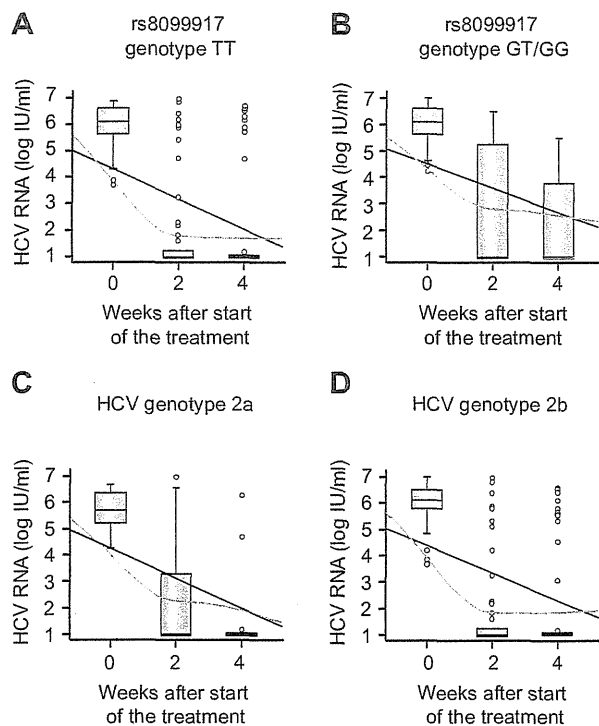 A
rs8099917
genotype TT
HCV RNA (log IU/ml)
7
6
5
4
3
2
1
0
2
4
Weeks after start
of the treatment
B
rs8099917
genotype GT/GG
HCV RNA (log IU/ml)
7
6
5
4
3
2
1
0
2
4
Weeks after start
of the treatment
C
HCV genotype 2a
HCV RNA (log IU/ml)
7
6
5
4
3
2
1
0
2
4
Weeks after start
of the treatment
D
HCV genotype 2b
HCV RNA (log IU/ml)
7
6
5
4
3
2
1
0
2
4
Weeks after start
of the treatment